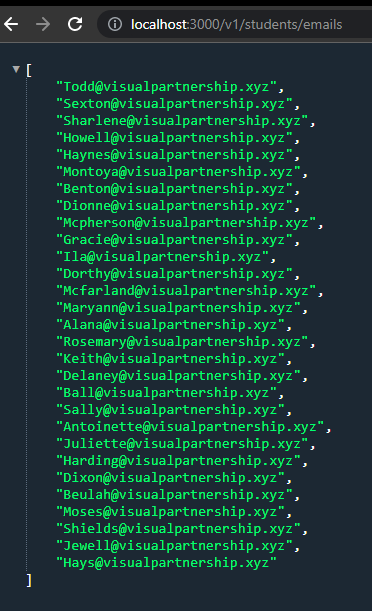 localhost:3000/v1/students/emails
[
"Todd@visualpartnership.xyz",
"Sexton@visualpartnership.xyz",
"Sharlene@visualpartnership.xyz",
"Howell@visualpartnership.xyz",
"Haynes@visualpartnership.xyz",
"Montoya@visualpartnership.xyz",
"Benton@visualpartnership.xyz",
"Dionne@visualpartnership.xyz",
"Mcpherson@visualpartnership.xyz",
"Gracie@visualpartnership.xyz",
"Ila@visualpartnership.xyz",
"Dorthy@visualpartnership.xyz",
"Mcfarland@visualpartnership.xyz",
"Maryann@visualpartnership.xyz",
"Alana@visualpartnership.xyz",
"Rosemary@visualpartnership.xyz",
"Keith@visualpartnership.xyz",
"Delaney@visualpartnership.xyz",
"Ball@visualpartnership.xyz",
"Sally@visualpartnership.xyz",
"Antoinette@visualpartnership.xyz",
"Juliette@visualpartnership.xyz",
"Harding@visualpartnership.xyz",
"Dixon@visualpartnership.xyz",
"Beulah@visualpartnership.xyz",
"Moses@visualpartnership.xyz",
"Shields@visualpartnership.xyz",
"Jewell@visualpartnership.xyz",
"Hays@visualpartnership.xyz"
]